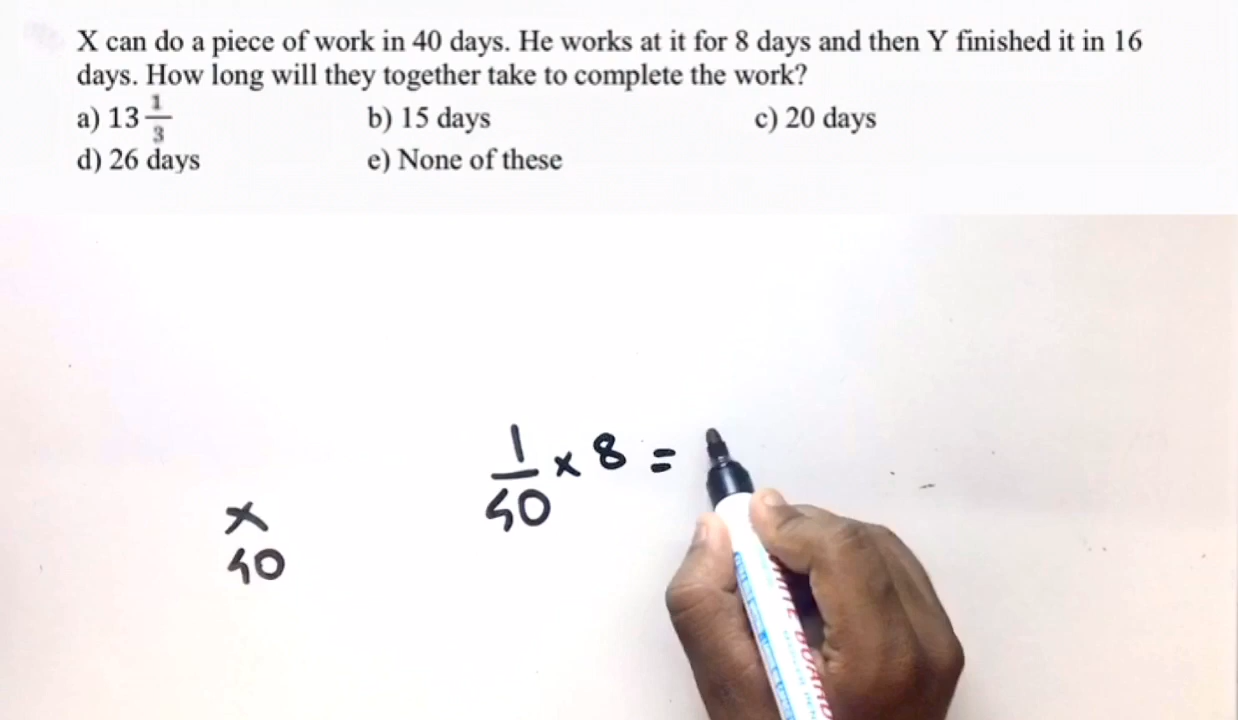 X can do a piece of work in 40 days. He works at it for 8 days and then Y finished it in 16
days. How long will they together take to complete the work?
a) 13 1/3 b) 15 days c) 20 days
d) 26 days e) None of these
1/40 × 8 =
x
40
WHITE BOARD